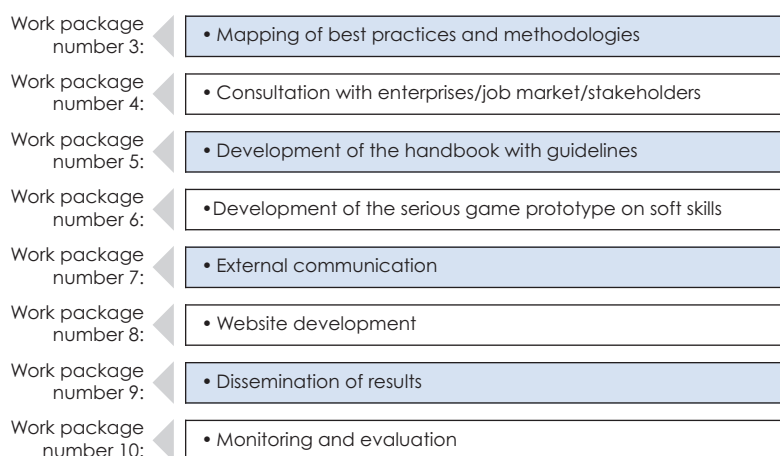 Work package
number 3:
• Mapping of best practices and methodologies
Work package
number 4:
• Consultation with enterprises/job market/stakeholders
Work package
number 5:
• Development of the handbook with guidelines
Work package
number 6:
•Development of the serious game prototype on soft skills
Work package
number 7:
• External communication
Work package
number 8:
• Website development
Work package
number 9:
• Dissemination of results
Work package
number 10:
• Monitoring and evaluation